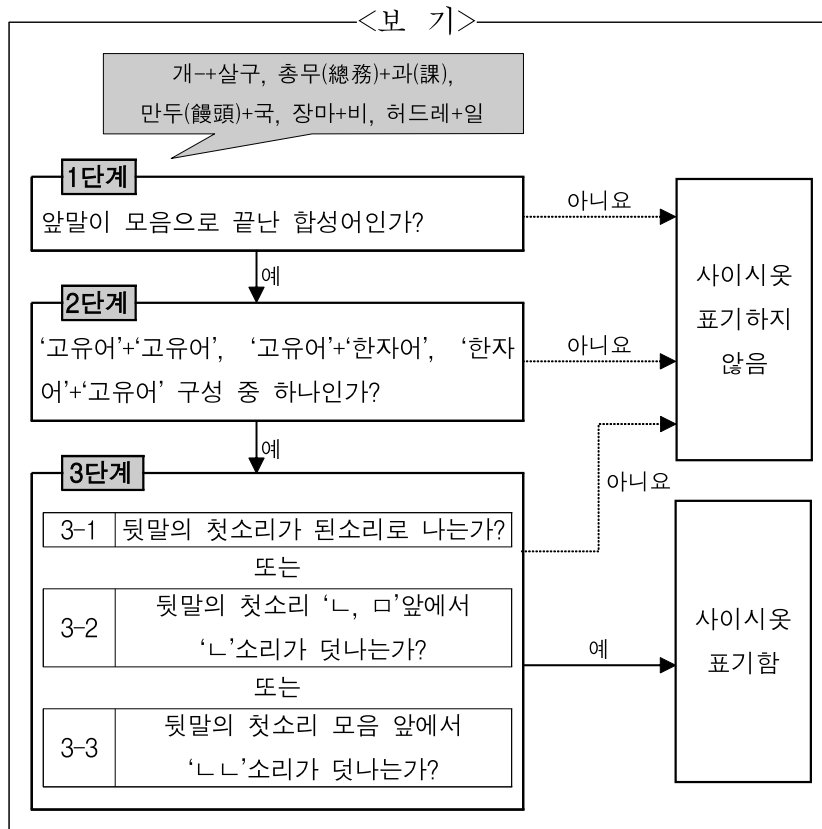 <보 기>
개-+살구, 총무(總務)+과(課),
만두(饅頭)+국, 장마+비, 허드레+일
1단계
앞말이 모음으로 끝난 합성어인가?
아니요
예
2단계
‘고유어’+‘고유어’, ‘고유어’+‘한자어’, ‘한자
어’+‘고유어’ 구성 중 하나인가?
아니요
예
사이시옷
표기하지
않음
3단계
3-1 뒷말의 첫소리가 된소리로 나는가?
또는
3-2 뒷말의 첫소리 ‘ㄴ, ㅁ’앞에서
‘ㄴ’소리가 덧나는가?
또는
3-3 뒷말의 첫소리 모음 앞에서
‘ㄴㄴ’소리가 덧나는가?
아니요
예
사이시옷
표기함